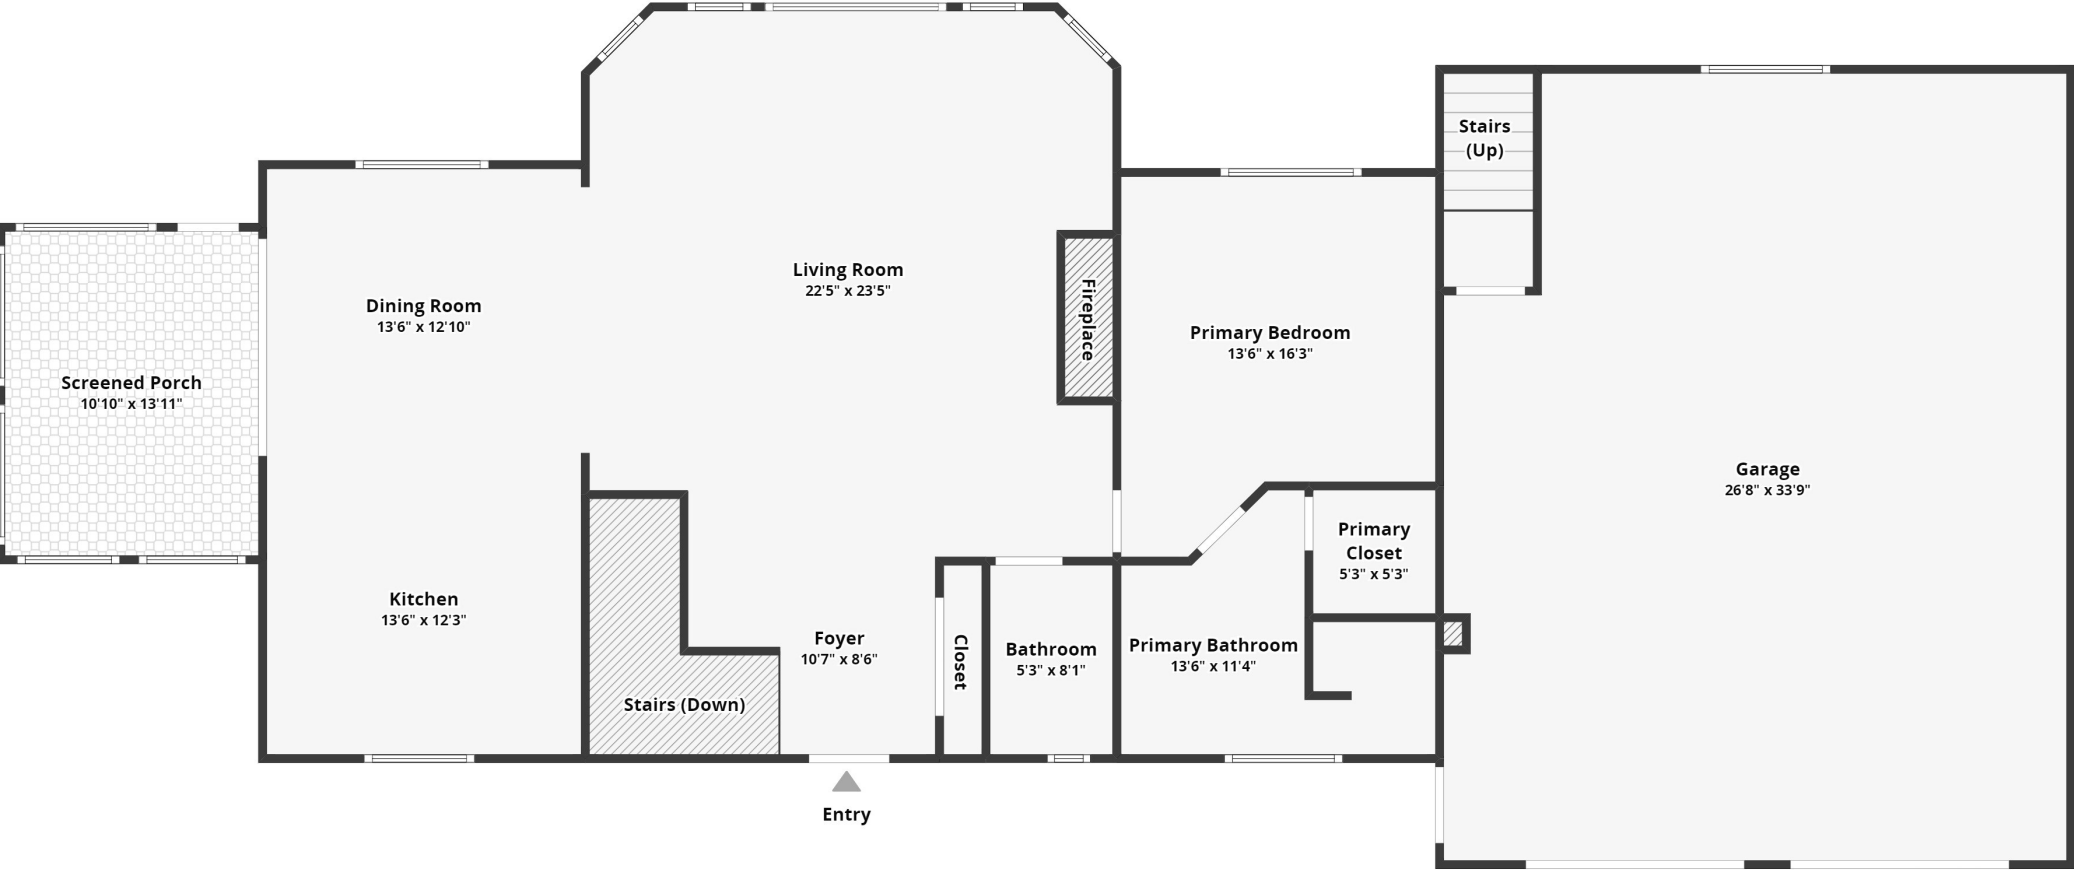 Living Room
22'5" x 23'5"
Stairs
(Up)
Dining Room
13'6" x 12'10"
Fireplace
Primary Bedroom
13'6" x 16'3"
Screened Porch
10'10" x 13'11"
Garage
26'8" x 33'9"
Primary
Closet
5'3" x 5'3"
Kitchen
13'6" x 12'3"
Foyer
10'7" x 8'6"
Closet
Bathroom
5'3" x 8'1"
Primary Bathroom
13'6" x 11'4"
Stairs (Down)
Entry